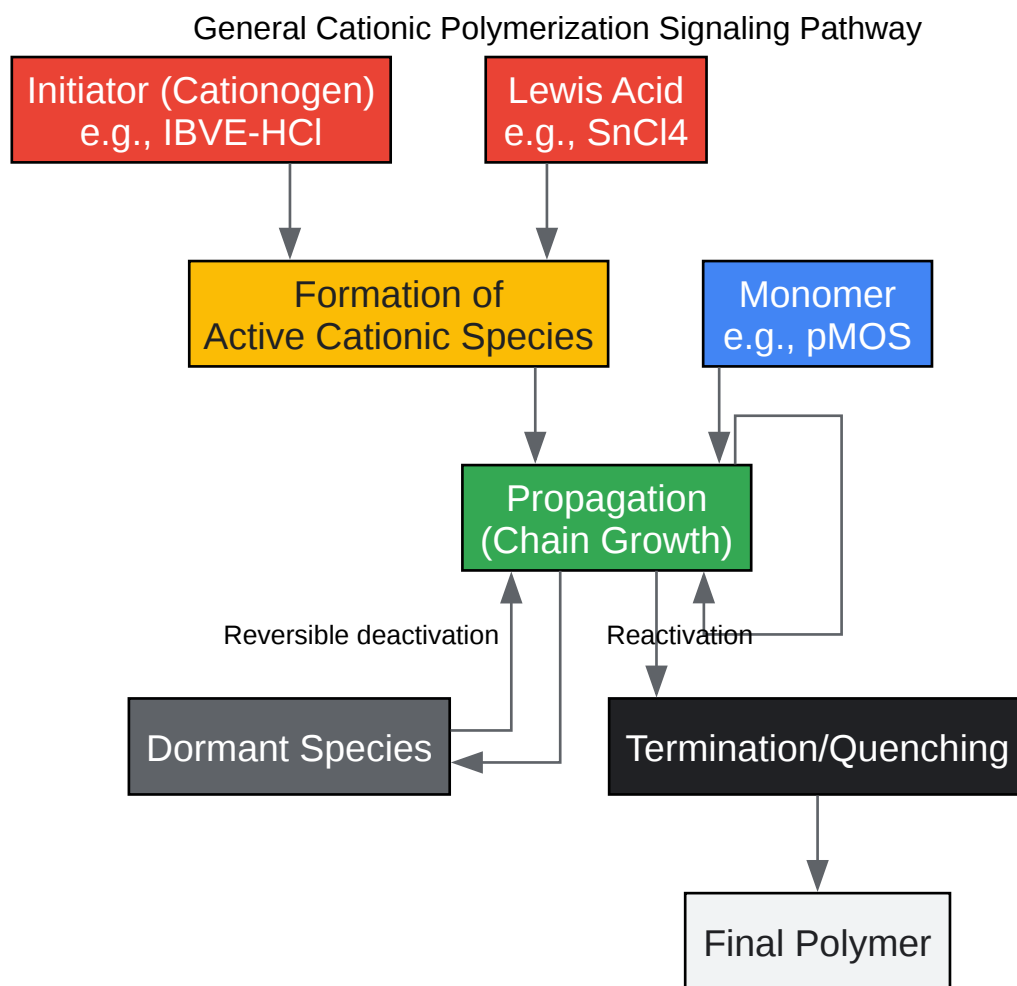 General Cationic Polymerization Signaling Pathway
Initiator (Cationogen)
e.g., IBVE-HCl
Lewis Acid
e.g., SnCl4
Formation of
Active Cationic Species
Monomer
e.g., pMOS
Propagation
(Chain Growth)
Reversible deactivation
Reactivation
Dormant Species
Termination/Quenching
Final Polymer